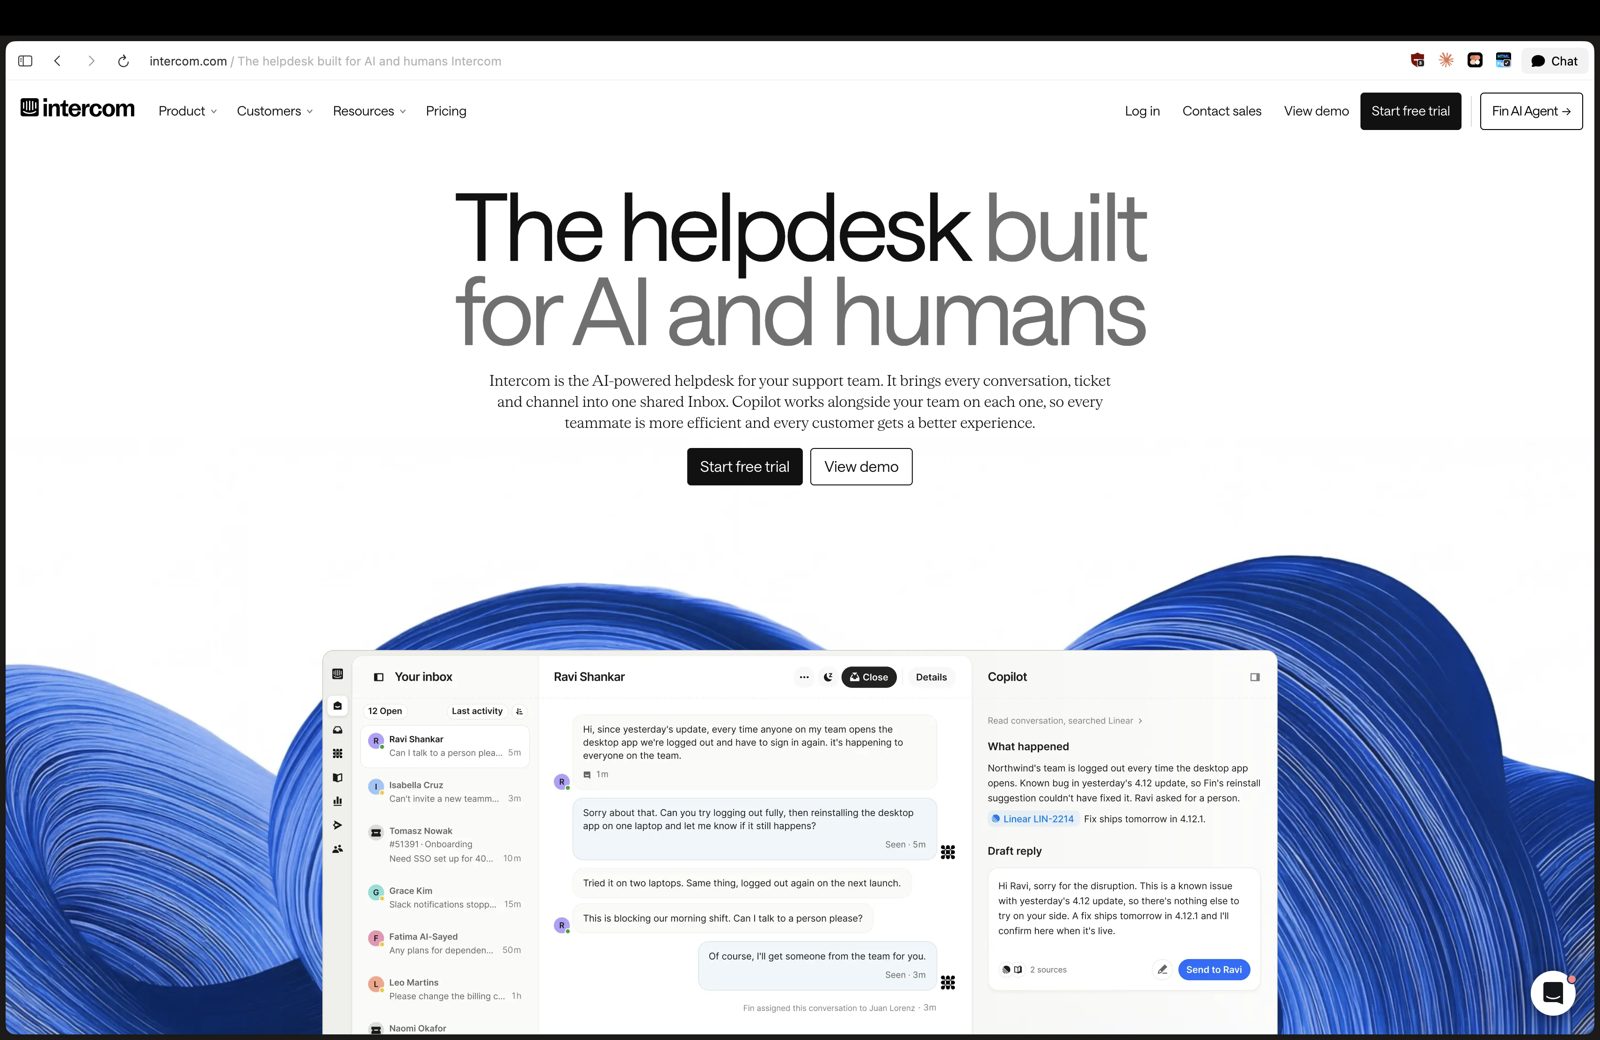 intercom.com / The helpdesk built for AI and humans Intercom
Chat
intercom
Product
Customers
Resources
Pricing
Log in
Contact sales
View demo
Start free trial
Fin AI Agent →
The helpdesk built
for AI and humans
Intercom is the AI-powered helpdesk for your support team. It brings every conversation, ticket
and channel into one shared Inbox. Copilot works alongside your team on each one, so every
teammate is more efficient and every customer gets a better experience.
Start free trial
View demo
Your inbox
12 Open
Last activity
R
Ravi Shankar
Can I talk to a person plea... 5m
I
Isabella Cruz
Can't invite a new teamm... 3m
Tomasz Nowak
#51391 · Onboarding
Need SSO set up for 40... 10m
G
Grace Kim
Slack notifications stopp... 15m
F
Fatima Al-Sayed
Any plans for dependen... 50m
L
Leo Martins
Please change the billing c... 1h
Naomi Okafor
Ravi Shankar
Close
Details
Hi, since yesterday's update, every time anyone on my team opens the
desktop app we're logged out and have to sign in again. it's happening to
everyone on the team.
1m
R
Sorry about that. Can you try logging out fully, then reinstalling the desktop
app on one laptop and let me know if it still happens?
Seen · 5m
Tried it on two laptops. Same thing, logged out again on the next launch.
This is blocking our morning shift. Can I talk to a person please?
R
Of course, I'll get someone from the team for you.
Seen · 3m
Fin assigned this conversation to Juan Lorenz · 3m
Copilot
Read conversation, searched Linear >
What happened
Northwind's team is logged out every time the desktop app
opens. Known bug in yesterday's 4.12 update, so Fin's reinstall
suggestion couldn't have fixed it. Ravi asked for a person.
Linear LIN-2214 Fix ships tomorrow in 4.12.1.
Draft reply
Hi Ravi, sorry for the disruption. This is a known issue
with yesterday's 4.12 update, so there's nothing else to
try on your side. A fix ships tomorrow in 4.12.1 and I'll
confirm here when it's live.
2 sources
Send to Ravi